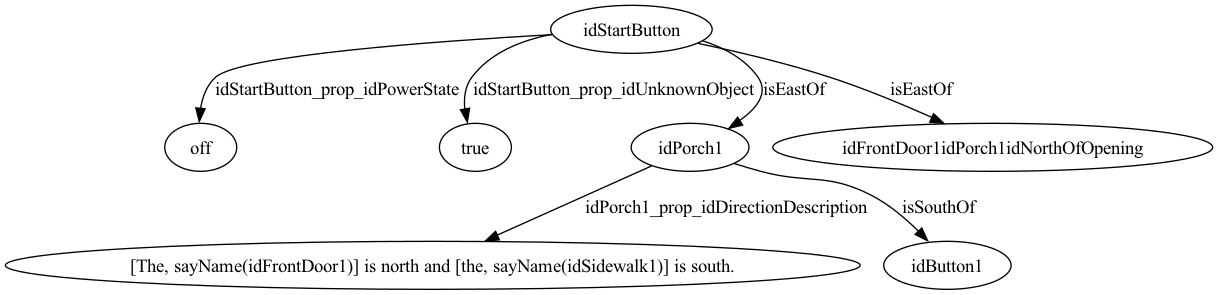 idStartButton
idStartButton_prop_idPowerState
idStartButton_prop_idUnknownObject
isEastOf
isEastOf
off
true
idPorch1
idFrontDoor1idPorch1idNorthOfOpening
idPorch1_prop_idDirectionDescription
isSouthOf
[The, sayName(idFrontDoor1)] is north and [the, sayName(idSidewalk1)] is south.
idButton1